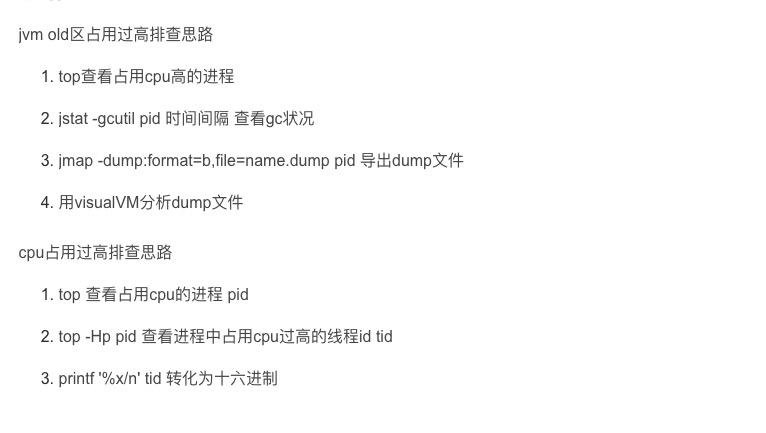 jvm old区占用过高排查思路
1. top查看占用cpu高的进程
2. jstat -gcutil pid 时间间隔 查看gc状况
3. jmap -dump:format=b,file=name.dump pid 导出dump文件
4. 用visualVM分析dump文件
cpu占用过高排查思路
1. top 查看占用cpu的进程 pid
2. top -Hp pid 查看进程中占用cpu过高的线程id tid
3. printf '%x/n' tid 转化为十六进制